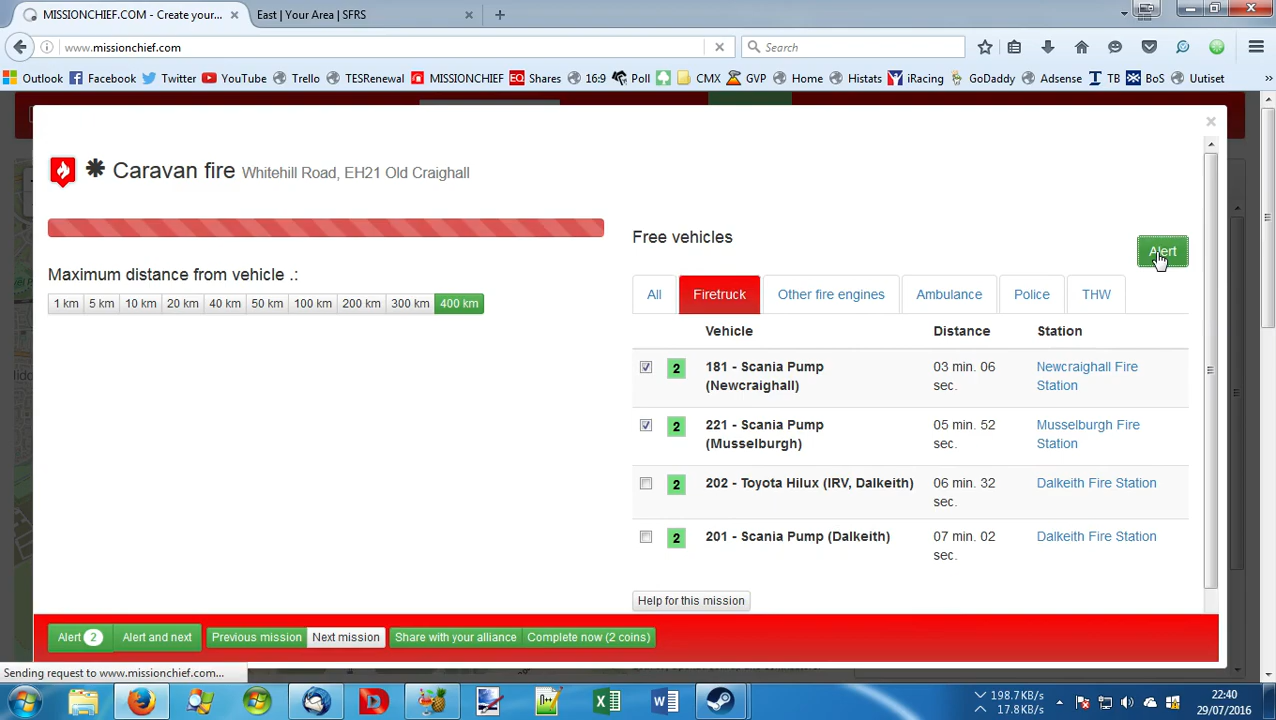 MISSIONCHIEF.COM - Create your...
East | Your Area | SFRS
www.missionchief.com
Search
Outlook Facebook Twitter YouTube Trello TESRenewal MISSIONCHIEF EQ Shares 16:9 Poll CMX GVP Home Histats iRacing GoDaddy Adsense TB BoS Uutiset
Caravan fire Whitehill Road, EH21 Old Craighall
Free vehicles
Alert
Maximum distance from vehicle .:
1 km 5 km 10 km 20 km 40 km 50 km 100 km 200 km 300 km 400 km
All Firetruck Other fire engines Ambulance Police THW
Vehicle Distance Station
2 181 - Scania Pump 03 min. 06 Newcraighall Fire
(Newcraighall) sec. Station
2 221 - Scania Pump 05 min. 52 Musselburgh Fire
(Musselburgh) sec. Station
2 202 - Toyota Hilux (IRV, Dalkeith) 06 min. 32 Dalkeith Fire Station
sec.
2 201 - Scania Pump (Dalkeith) 07 min. 02 Dalkeith Fire Station
sec.
Help for this mission
Alert 2 Alert and next Previous mission Next mission Share with your alliance Complete now (2 coins)
Sending request to www.missionchief.com...
198.7KB/s
17.8KB/s
22:40
29/07/2016